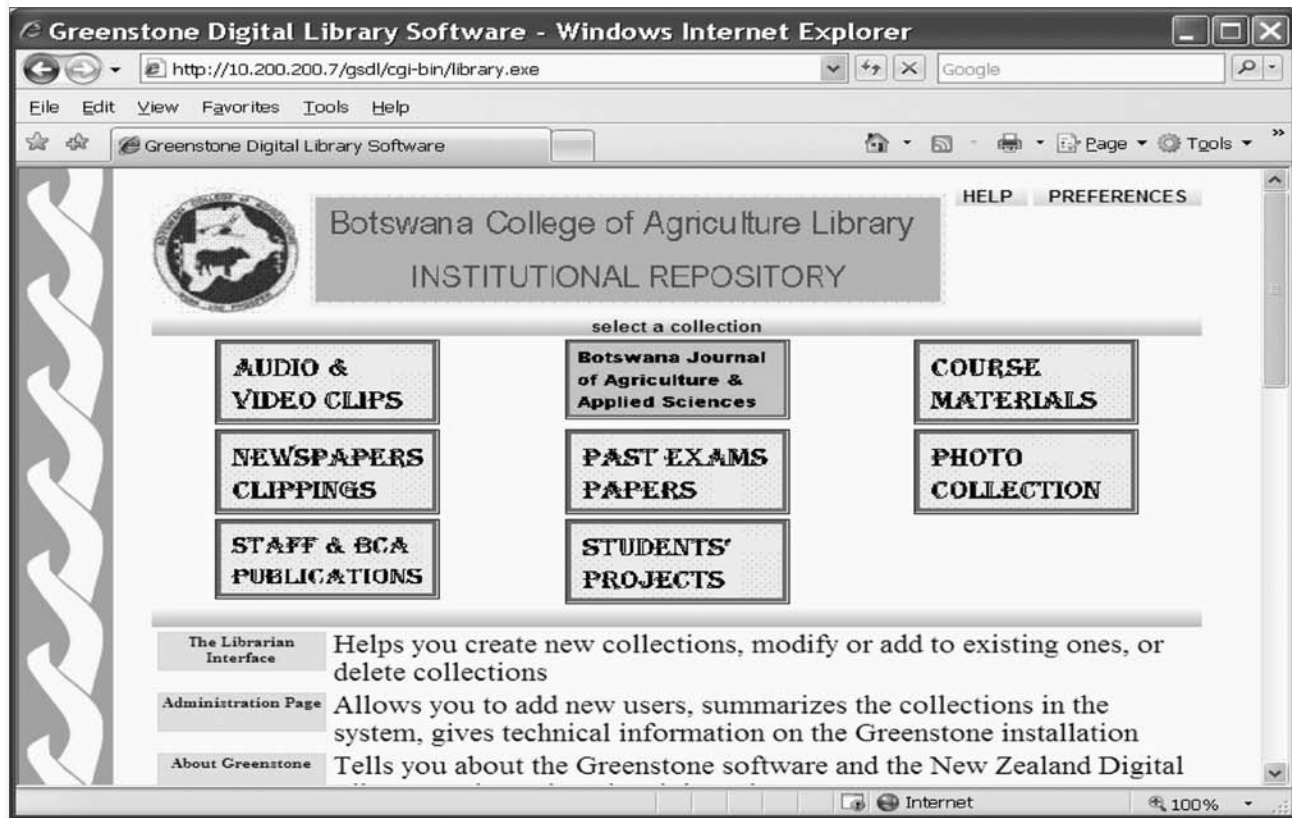 Greenstone Digital Library Software - Windows Internet Explorer
http://10.200.200.7/gsdl/cgi-bin/library.exe
Google
File Edit View Favorites Tools Help
Greenstone Digital Library Software
Page
Tools
HELP PREFERENCES
Botswana College of Agriculture Library
INSTITUTIONAL REPOSITORY
select a collection
AUDIO &
VIDEO CLIPS
Botswana Journal
of Agriculture &
Applied Sciences
COURSE
MATERIALS
NEWSPAPERS
CLIPPINGS
PAST EXAMS
PAPERS
PHOTO
COLLECTION
STAFF & BCA
PUBLICATIONS
STUDENTS'
PROJECTS
The Librarian
Interface
Helps you create new collections, modify or add to existing ones, or
delete collections
Administration Page
Allows you to add new users, summarizes the collections in the
system, gives technical information on the Greenstone installation
About Greenstone
Tells you about the Greenstone software and the New Zealand Digital
Internet
100%